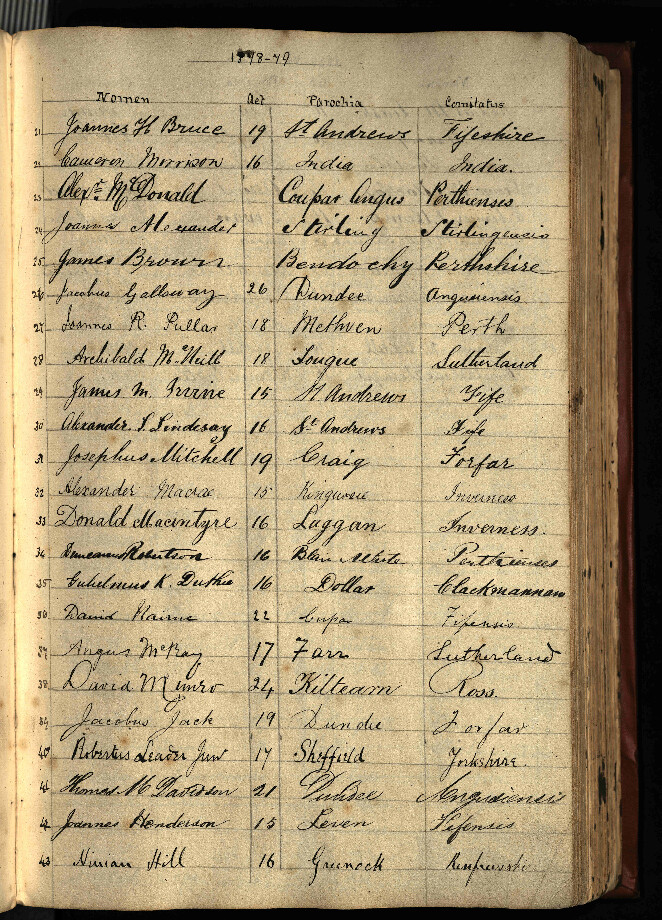 1878-79
Nomen Aet Parochia Comitatus
21 Joannes H Bruce 19 St Andrews Fifeshire
22 Cameron Morrison 16 India India.
23 Alexr McDonald Coupar Angus Perthienses
24 Joannes Alexander Stirling Stirlingensis
25 James Brown Bendochy Perthshire
26 Jacobus Galloway 26 Dundee Angusiensis
27 Joannes R. Pullar 18 Methven Perth
28 Archibald McNeill 18 Tongue Sutherland
29 James M. Irvine 15 St Andrews Fife
30 Alexander S. Lindesay 16 St Andrews Fife
31 Josephus Mitchell 19 Craig Forfar
32 Alexander Macrae 15 Kingussie Inverness
33 Donald Macintyre 16 Laggan Inverness.
34 Duncanus Robertson 16 Blair Perthienses
35 Gulielmus K. Duthie 16 Dollar Clackmannan
36 David Nairne 22 Cupar Fifensis
37 Angus McKay 17 Farr Sutherland
38 David Munro 24 Kilteam Ross.
39 Jacobus Jack 19 Dundee Forfar
40 Robertus Leader Junr 17 Sheffield Yorkshire.
41 Thomas M Davidson 21 Dundee Angusiensis
42 Joannes Henderson 15 Leven Fifensis
43 Ninian Hill 16 Greenock